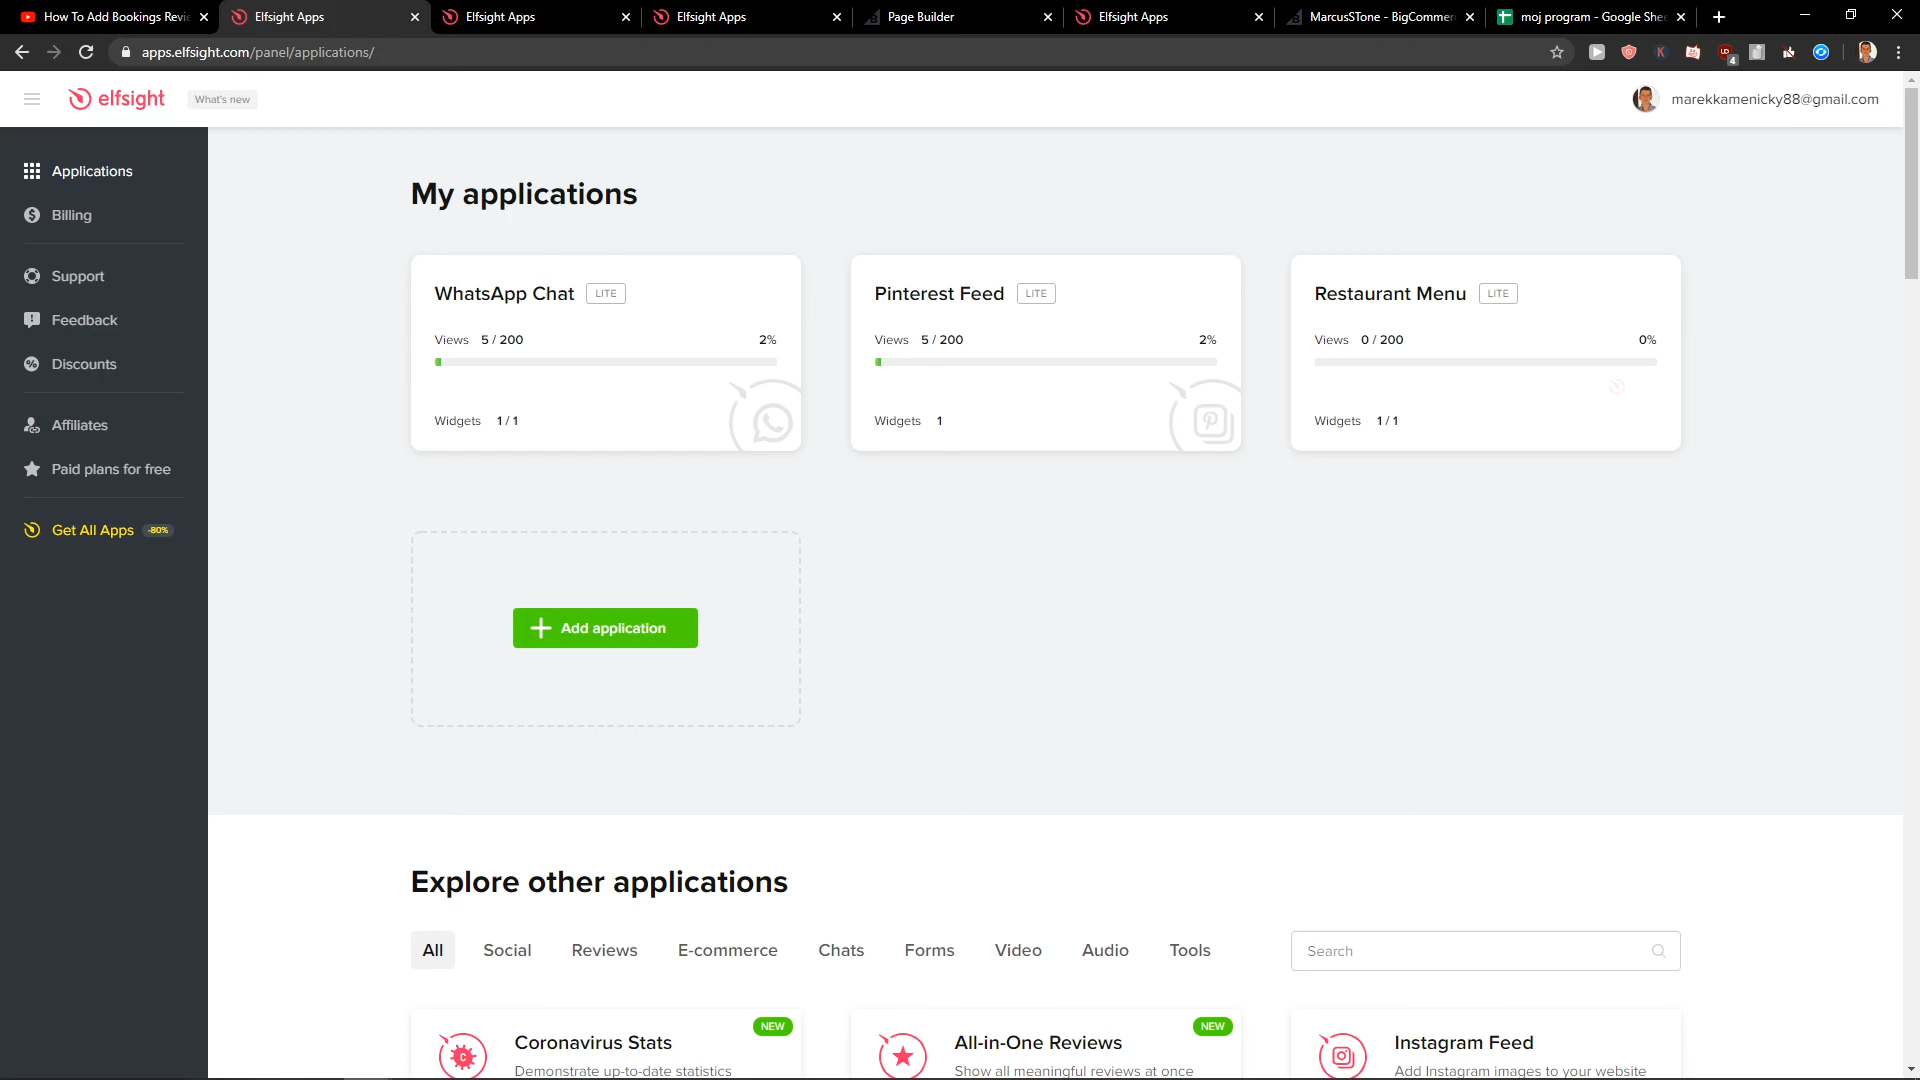 How To Add Bookings Revie
Elfsight Apps
Elfsight Apps
Elfsight Apps
Page Builder
Elfsight Apps
MarcusSTone - BigCommerc
moj program - Google Shee
apps.elfsight.com/panel/applications/
K
4
elfsight
What's new
marekkamenicky88@gmail.com
Applications
Billing
Support
Feedback
Discounts
Affiliates
Paid plans for free
Get All Apps -80%
My applications
WhatsApp Chat LITE
Views 5 / 200 2%
Widgets 1 / 1
Pinterest Feed LITE
Views 5 / 200 2%
Widgets 1
Restaurant Menu LITE
Views 0 / 200 0%
Widgets 1 / 1
Add application
Explore other applications
All Social Reviews E-commerce Chats Forms Video Audio Tools
Search
NEW
Coronavirus Stats
Demonstrate up-to-date statistics
NEW
All-in-One Reviews
Show all meaningful reviews at once
Instagram Feed
Add Instagram images to your website